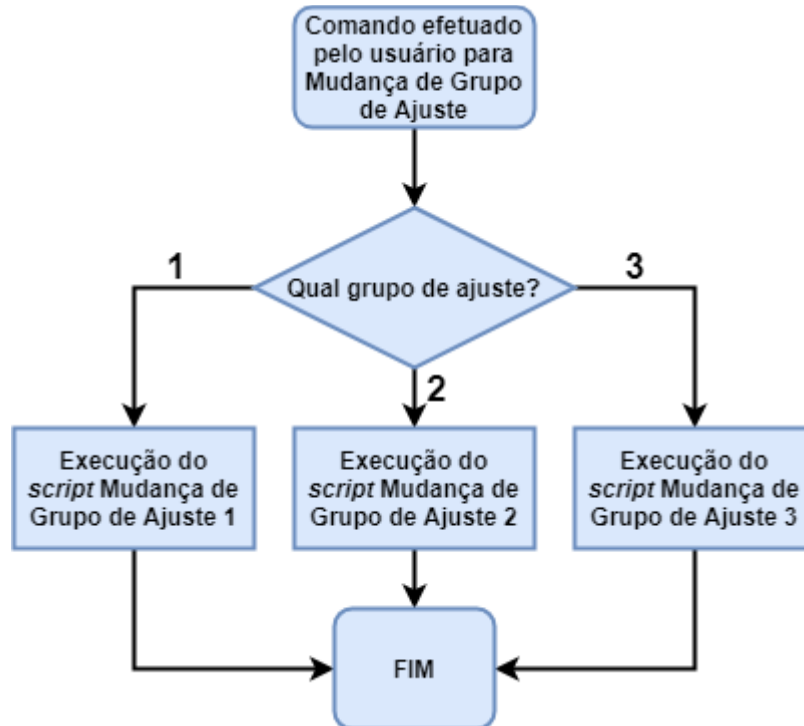 Comando efetuado
pelo usuário para
Mudança de Grupo
de Ajuste
1
Qual grupo de ajuste?
3
2
Execução do
script Mudança de
Grupo de Ajuste 1
Execução do
script Mudança de
Grupo de Ajuste 2
Execução do
script Mudança de
Grupo de Ajuste 3
FIM